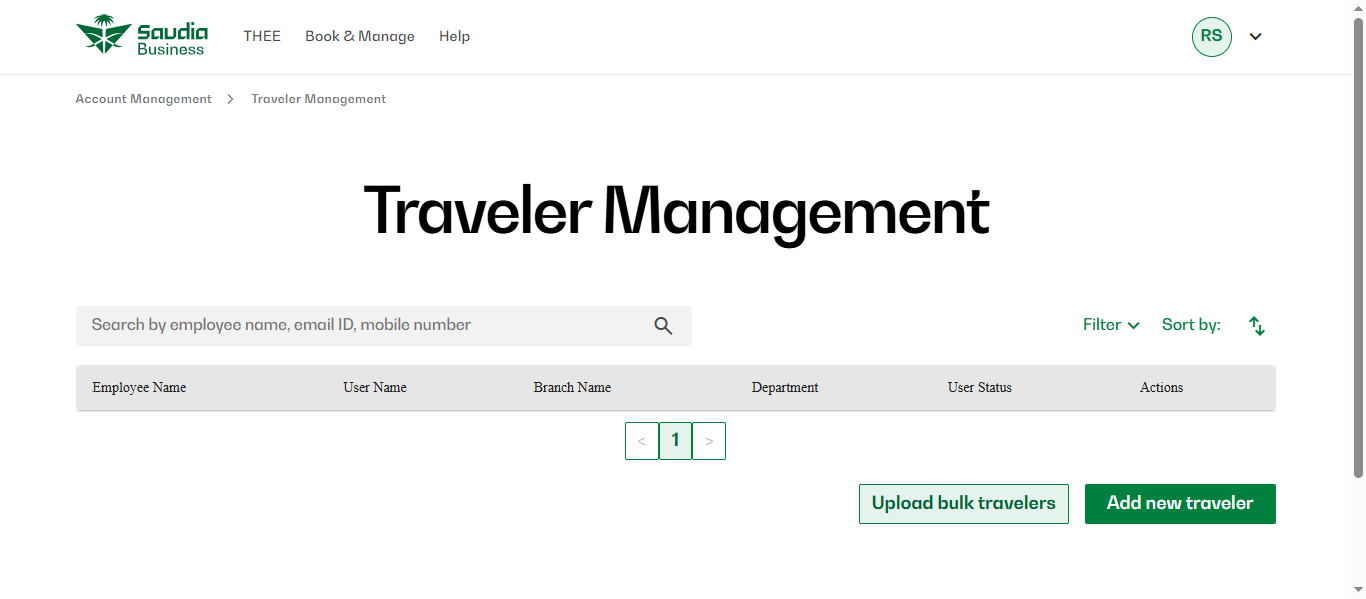 Saudia
Business
THEE Book & Manage Help
RS
Account Management > Traveler Management
Traveler Management
Search by employee name, email ID, mobile number
Filter Sort by:
Employee Name User Name Branch Name Department User Status Actions
< 1 >
Upload bulk travelers Add new traveler